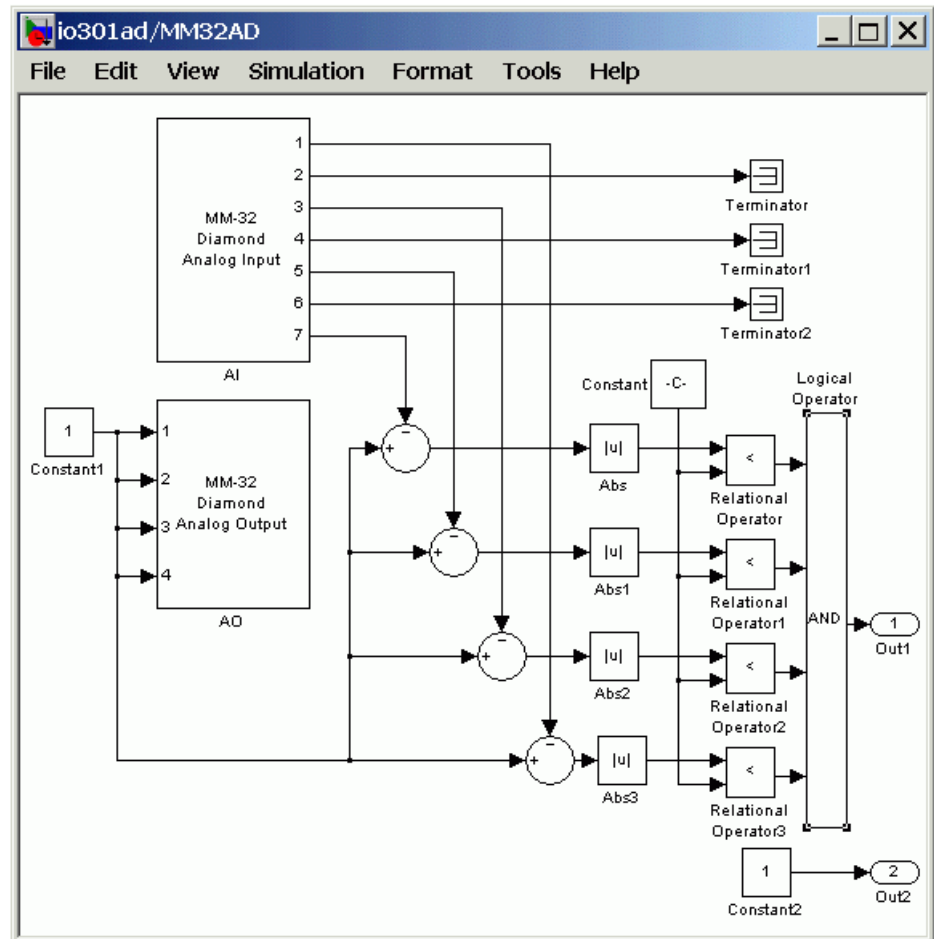 io301ad/MM32AD
File Edit View Simulation Format Tools Help
1
2
3
4
5
6
7
MM-32
Diamond
Analog Input
AI
Terminator
Terminator1
Terminator2
1
Constant1
1
2
3
4
MM-32
Diamond
Analog Output
AO
Constant
-C-
Logical
Operator
-
+
|u|
Abs
<
Relational
Operator
-
+
|u|
Abs1
<
Relational
Operator1
AND
1
Out1
-
+
|u|
Abs2
<
Relational
Operator2
-
+
|u|
Abs3
<
Relational
Operator3
1
Constant2
2
Out2